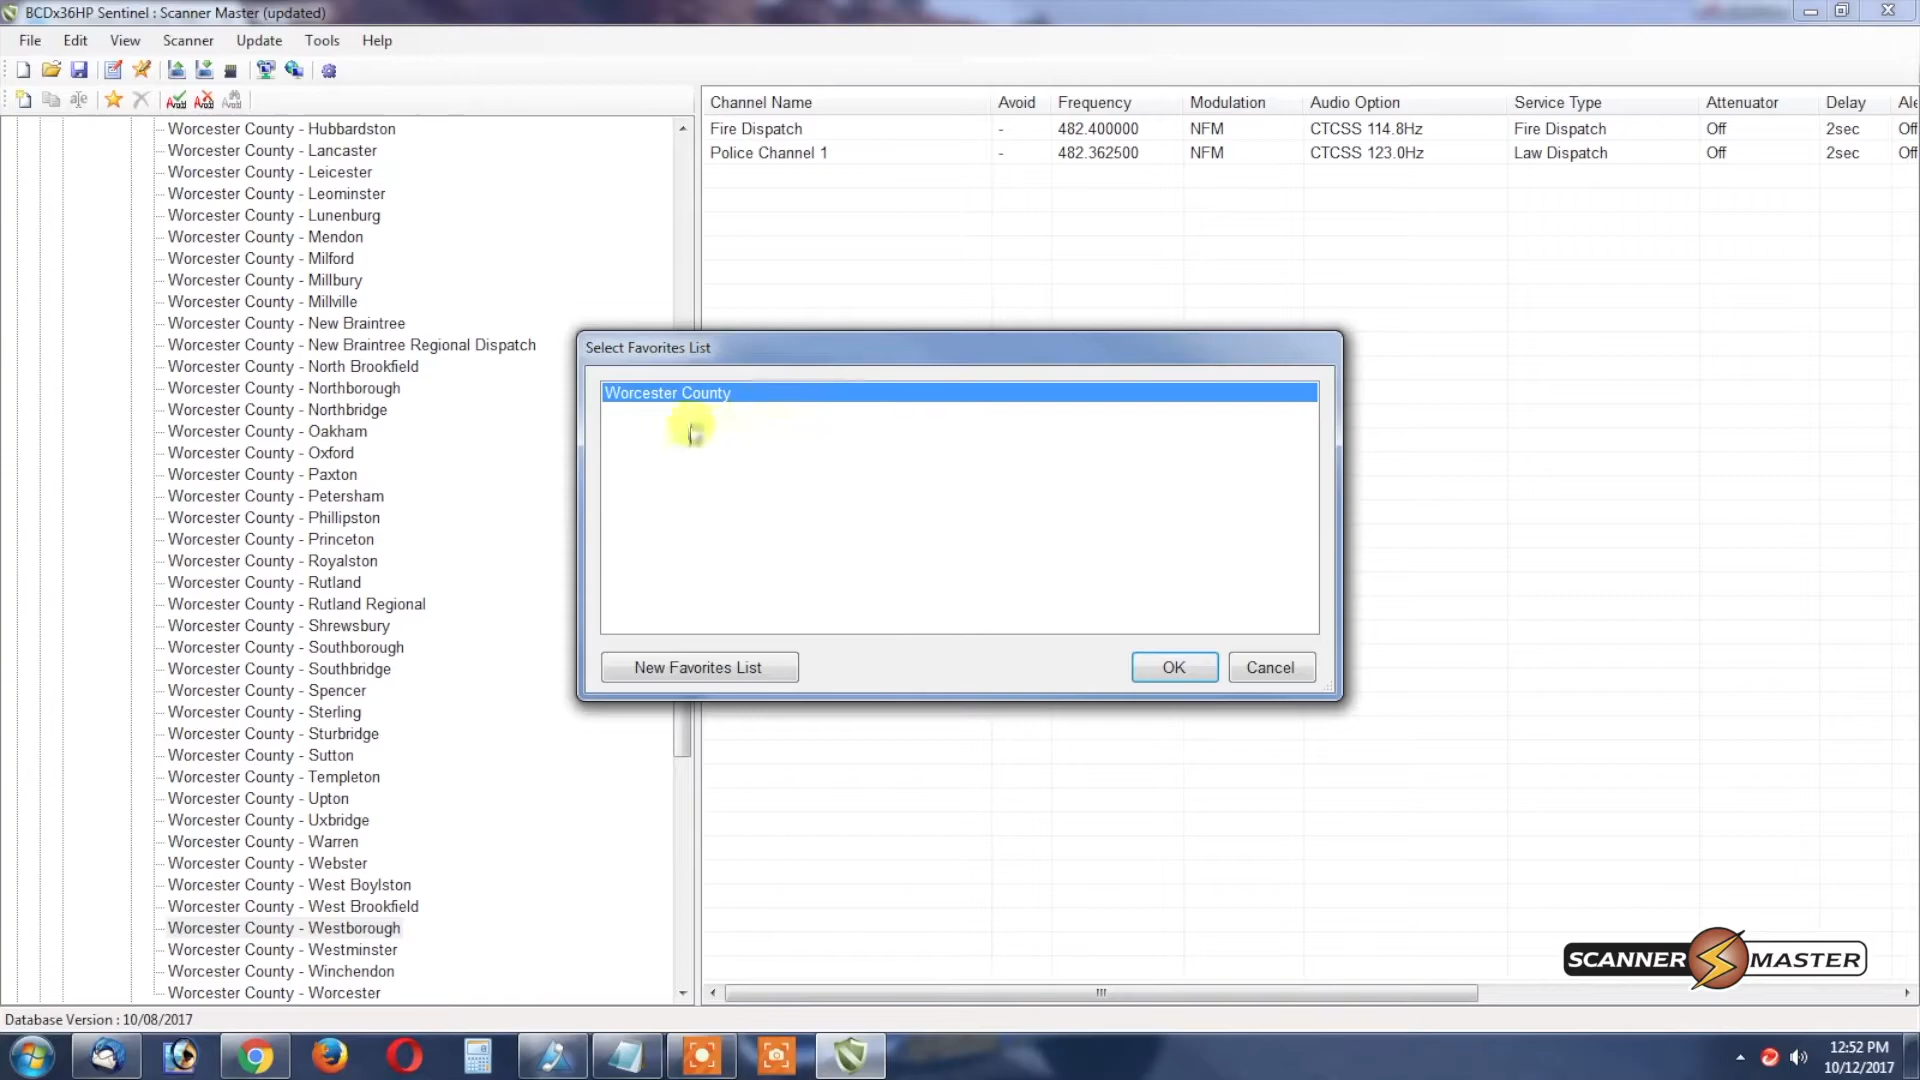 BCDx36HP Sentinel : Scanner Master (updated)
File Edit View Scanner Update Tools Help
Worcester County - Hubbardston
Worcester County - Lancaster
Worcester County - Leicester
Worcester County - Leominster
Worcester County - Lunenburg
Worcester County - Mendon
Worcester County - Milford
Worcester County - Millbury
Worcester County - Millville
Worcester County - New Braintree
Worcester County - New Braintree Regional Dispatch
Worcester County - North Brookfield
Worcester County - Northborough
Worcester County - Northbridge
Worcester County - Oakham
Worcester County - Oxford
Worcester County - Paxton
Worcester County - Petersham
Worcester County - Phillipston
Worcester County - Princeton
Worcester County - Royalston
Worcester County - Rutland
Worcester County - Rutland Regional
Worcester County - Shrewsbury
Worcester County - Southborough
Worcester County - Southbridge
Worcester County - Spencer
Worcester County - Sterling
Worcester County - Sturbridge
Worcester County - Sutton
Worcester County - Templeton
Worcester County - Upton
Worcester County - Uxbridge
Worcester County - Warren
Worcester County - Webster
Worcester County - West Boylston
Worcester County - West Brookfield
Worcester County - Westborough
Worcester County - Westminster
Worcester County - Winchendon
Worcester County - Worcester
Channel Name Avoid Frequency Modulation Audio Option Service Type Attenuator Delay Ale
Fire Dispatch - 482.400000 NFM CTCSS 114.8Hz Fire Dispatch Off 2sec Off
Police Channel 1 - 482.362500 NFM CTCSS 123.0Hz Law Dispatch Off 2sec Off
Select Favorites List
Worcester County
New Favorites List OK Cancel
SCANNER MASTER
Database Version : 10/08/2017
12:52 PM
10/12/2017